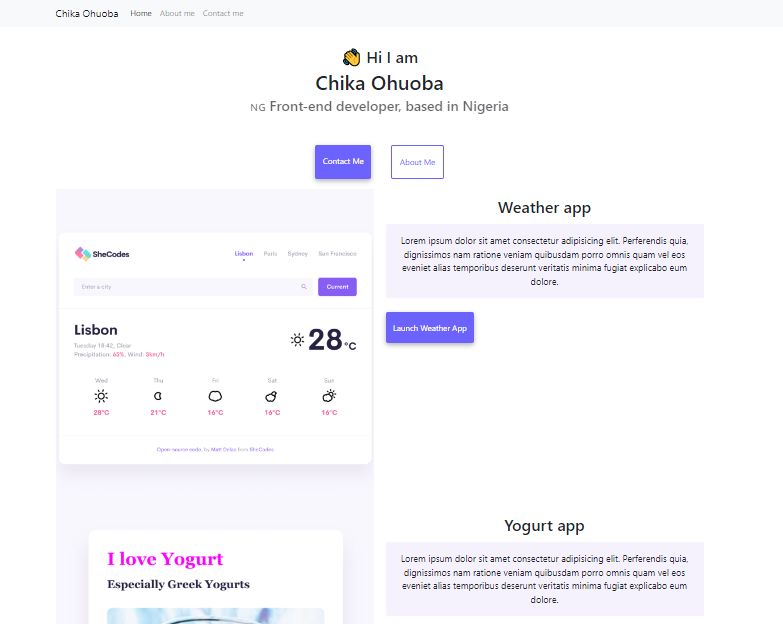 Chika Ohuoba Home About me Contact me
👋 Hi I am
Chika Ohuoba
NG Front-end developer, based in Nigeria
Contact Me About Me
SheCodes Lisbon Paris Sydney San Francisco
Enter a city Current
Lisbon
Tuesday 18:42, Clear
Precipitation: 65%, Wind: 3km/h
28°C
Wed Thu Fri Sat Sun
28°C 21°C 16°C 16°C 16°C
Open-source code, by Matt Delac from SheCodes
Weather app
Lorem ipsum dolor sit amet consectetur adipisicing elit. Perferendis quia,
dignissimos nam ratione veniam quibusdam porro omnis quam vel eos
eveniet alias temporibus deserunt veritatis minima fugiat explicabo eum
dolore.
Launch Weather App
I love Yogurt
Especially Greek Yogurts
Yogurt app
Lorem ipsum dolor sit amet consectetur adipisicing elit. Perferendis quia,
dignissimos nam ratione veniam quibusdam porro omnis quam vel eos
eveniet alias temporibus deserunt veritatis minima fugiat explicabo eum
dolore.